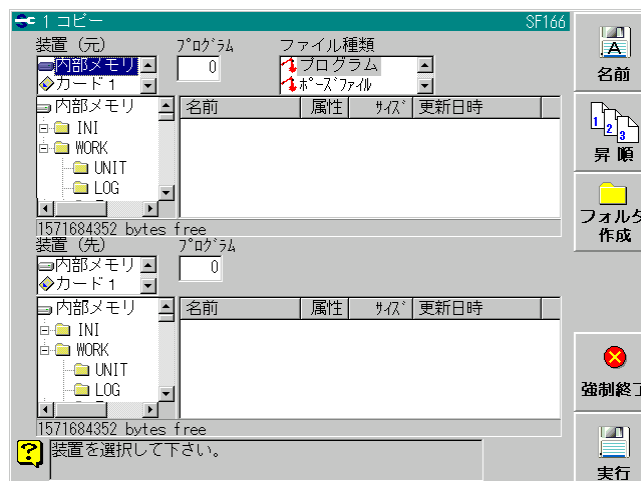 1 コピー SF166
装置 (元) プログラム ファイル種類
内部メモリ 0 プログラム
カード1 ポーズファイル
内部メモリ 名前 属性 サイズ 更新日時
INI
WORK
UNIT
LOG
1571684352 bytes free
装置 (先) プログラム
内部メモリ 0
カード1
内部メモリ 名前 属性 サイズ 更新日時
INI
WORK
UNIT
LOG
1571684352 bytes free
装置を選択して下さい。
A
名前
1 2 3
昇 順
フォルダ
作成
強制終了
実行